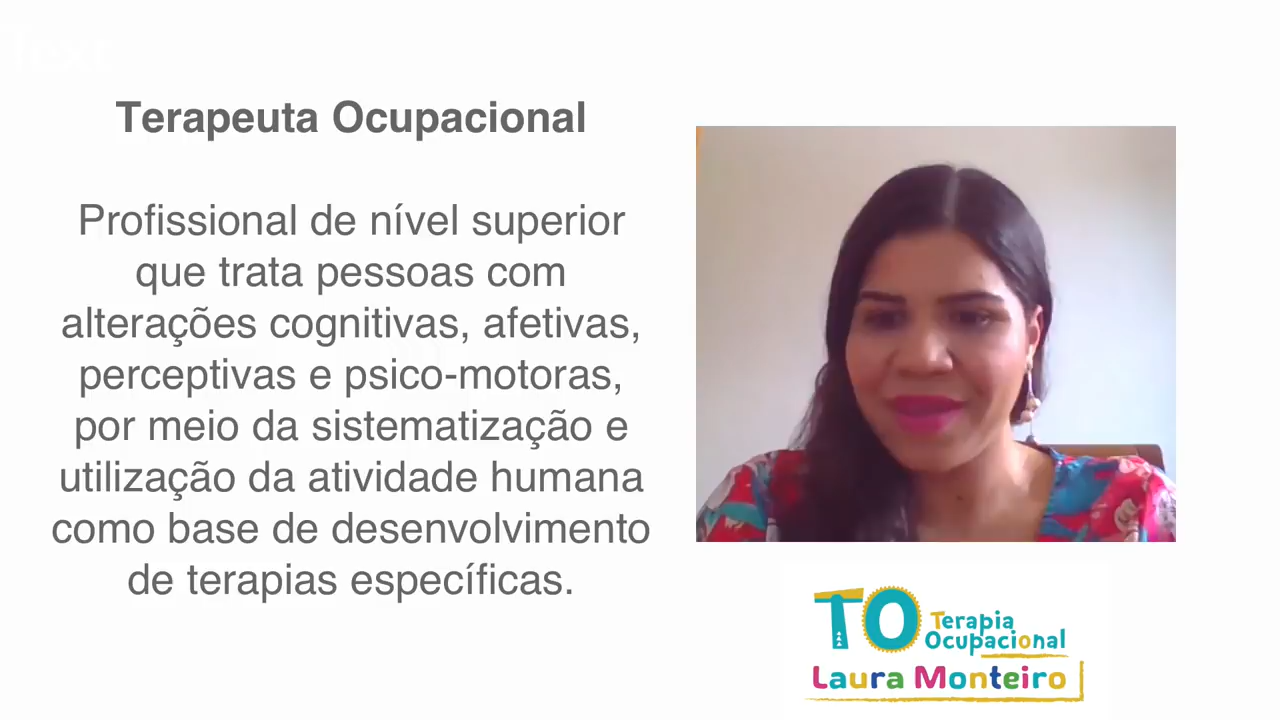 Terapeuta Ocupacional
Profissional de nível superior
que trata pessoas com
alterações cognitivas, afetivas,
perceptivas e psico-motoras,
por meio da sistematização e
utilização da atividade humana
como base de desenvolvimento
de terapias específicas.
TO Terapia
Ocupacional
Laura Monteiro